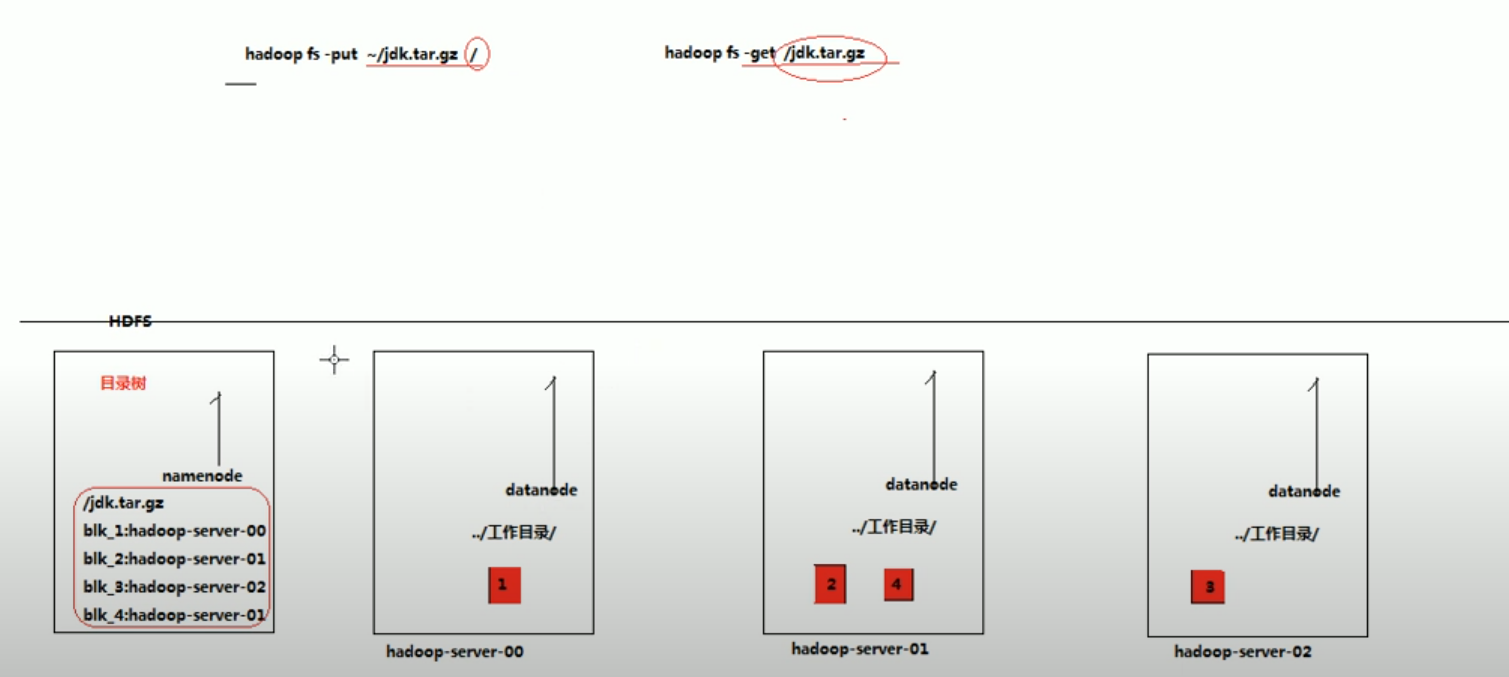 hadoop fs -put ~/jdk.tar.gz /
hadoop fs -get /jdk.tar.gz
HDFS
目录树
namenode
/jdk.tar.gz
blk_1:hadoop-server-00
blk_2:hadoop-server-01
blk_3:hadoop-server-02
blk_4:hadoop-server-01
datanode
../工作目录/
1
hadoop-server-00
datanode
../工作目录/
2 4
hadoop-server-01
datanode
../工作目录/
3
hadoop-server-02